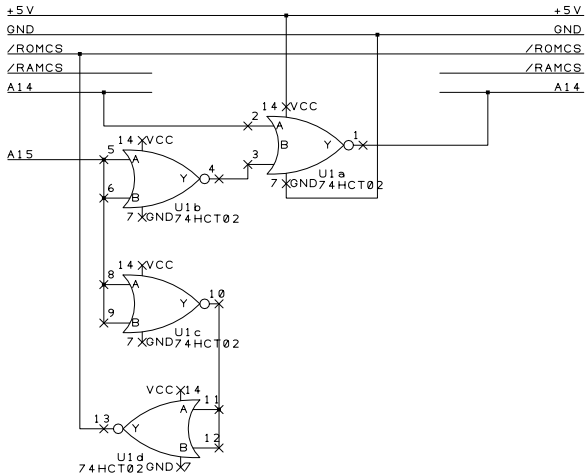 +5V +5V
GND GND
/ROMCS /ROMCS
/RAMCS /RAMCS
A14 A14
14 VCC
2 A
1
Y
B
3
7 GND
U1a
74HCT02
A15
14 VCC
5 A
4
Y
6 B
7 GND
U1b
74HCT02
14 VCC
8 A
10
Y
9 B
7 GND
U1c
74HCT02
VCC 14
A 11
13 Y
B 12
U1d
74HCT02
GND 7